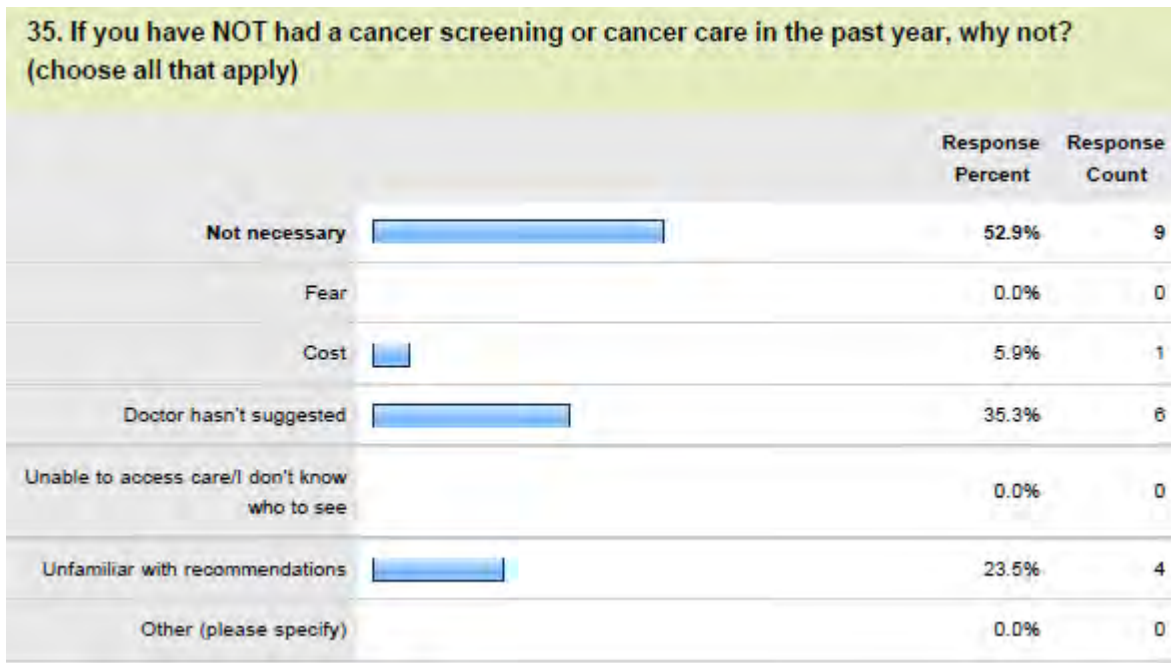 35. If you have NOT had a cancer screening or cancer care in the past year, why not?
(choose all that apply)
Response Percent Response Count
Not necessary 52.9% 9
Fear 0.0% 0
Cost 5.9% 1
Doctor hasn't suggested 35.3% 6
Unable to access care/I don't know
who to see 0.0% 0
Unfamiliar with recommendations 23.5% 4
Other (please specify) 0.0% 0